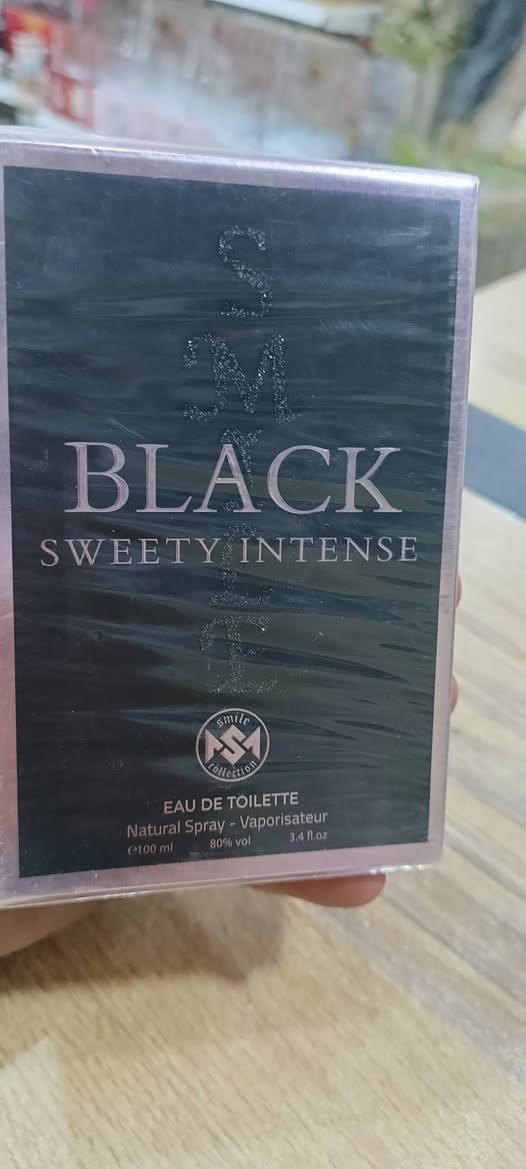 SMILE
BLACK
SWEETY INTENSE
smile
SM
collection
EAU DE TOILETTE
Natural Spray - Vaporisateur
℮100 ml 80% vol 3.4 fl.oz